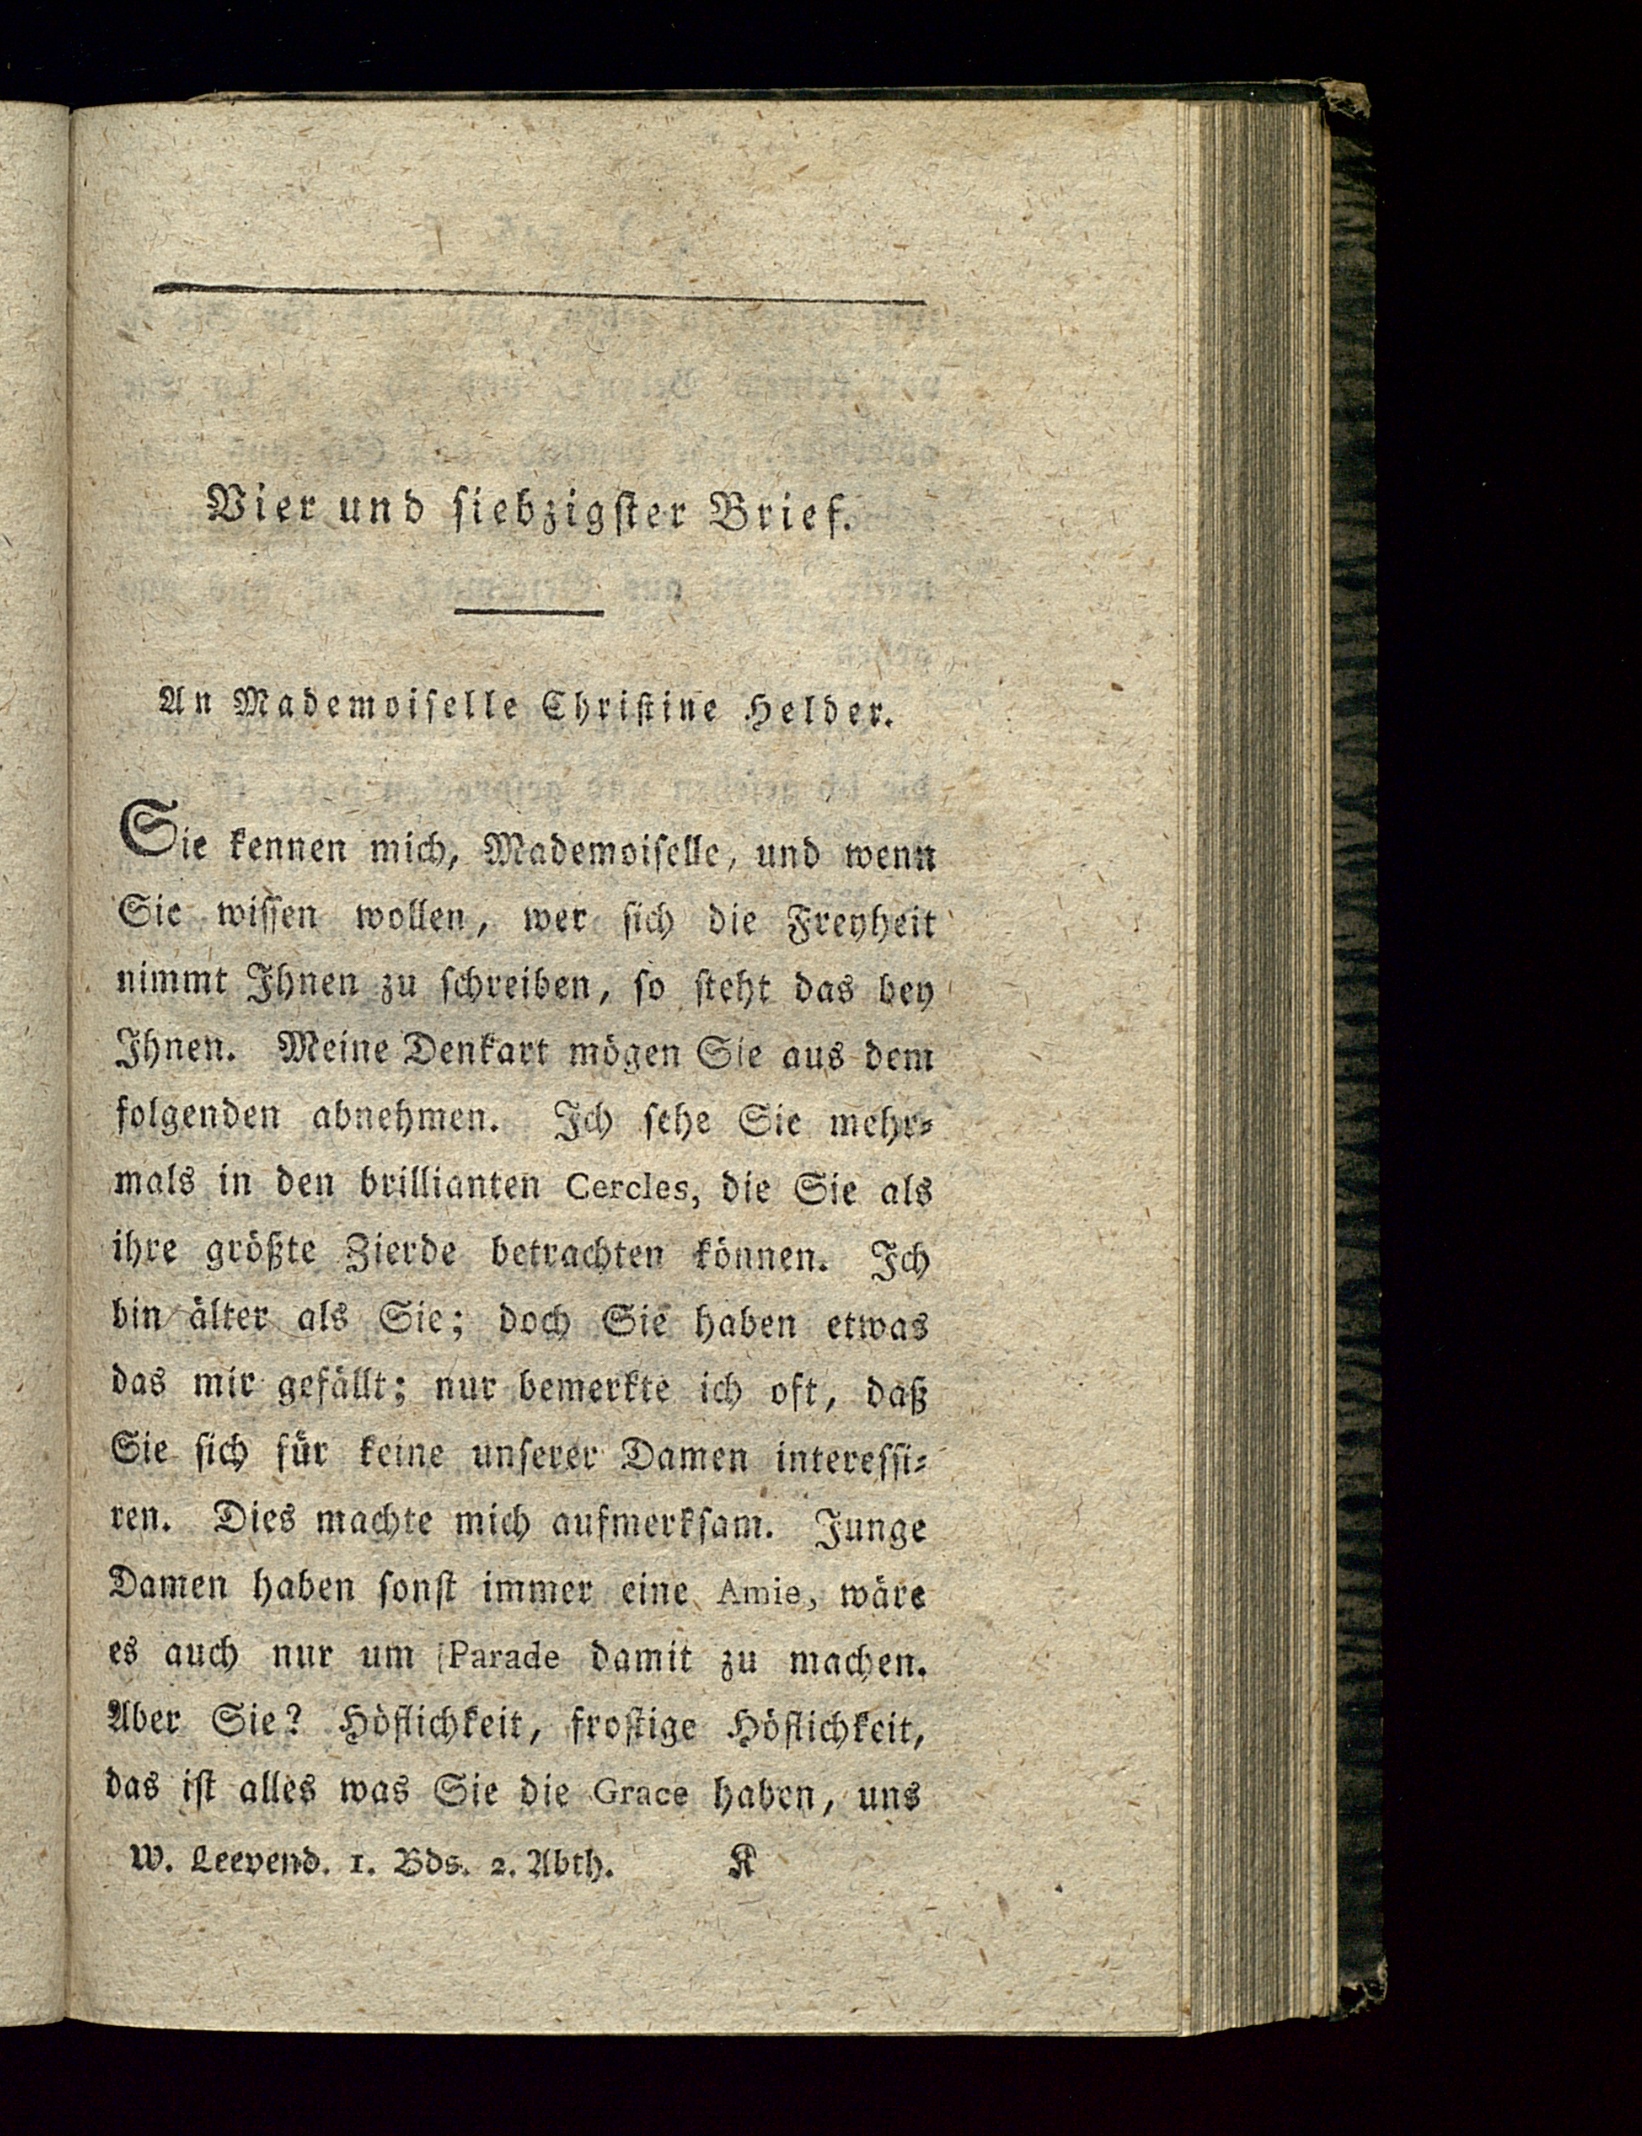 Vier und siebzigster Brief.
An Mademoiselle Christine Helder.
Sie kennen mich, Mademoiselle, und wenn
Sie wissen wollen, wer sich die Freyheit
nimmt Ihnen zu schreiben, so steht das bey
Ihnen. Meine Denkart mögen Sie aus dem
folgenden abnehmen. Ich sehe Sie mehr-
mals in den brillianten Cercles, die Sie als
ihre größte Zierde betrachten können. Ich
bin älter als Sie; doch Sie haben etwas
das mir gefällt; nur bemerkte ich oft, daß
Sie sich für keine unserer Damen interessi-
ren. Dies machte mich aufmerksam. Junge
Damen haben sonst immer eine Amie, wäre
es auch nur um Parade damit zu machen.
Aber Sie? Höflichkeit, frostige Höflichkeit,
das ist alles was Sie die Grace haben, uns
W. Leevend. 1. Bds. 2. Abth. K